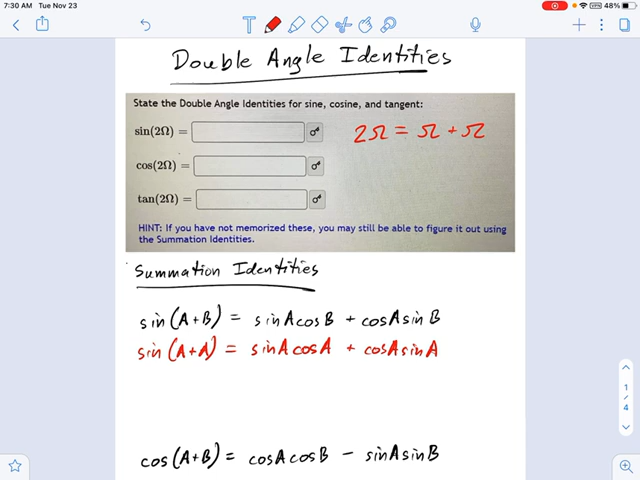 7:30 AM Tue Nov 23
VPN 48%
Double Angle Identities
State the Double Angle Identities for sine, cosine, and tangent:
sin(2Ω) =
2Ω = Ω + Ω
cos(2Ω) =
tan(2Ω) =
HINT: If you have not memorized these, you may still be able to figure it out using
the Summation Identities.
Summation Identities
sin(A+B) = sinAcosB + cosAsinB
sin(A+A) = sinAcosA + cosAsinA
cos(A+B) = cosAcosB - sinAsinB
1
/
4